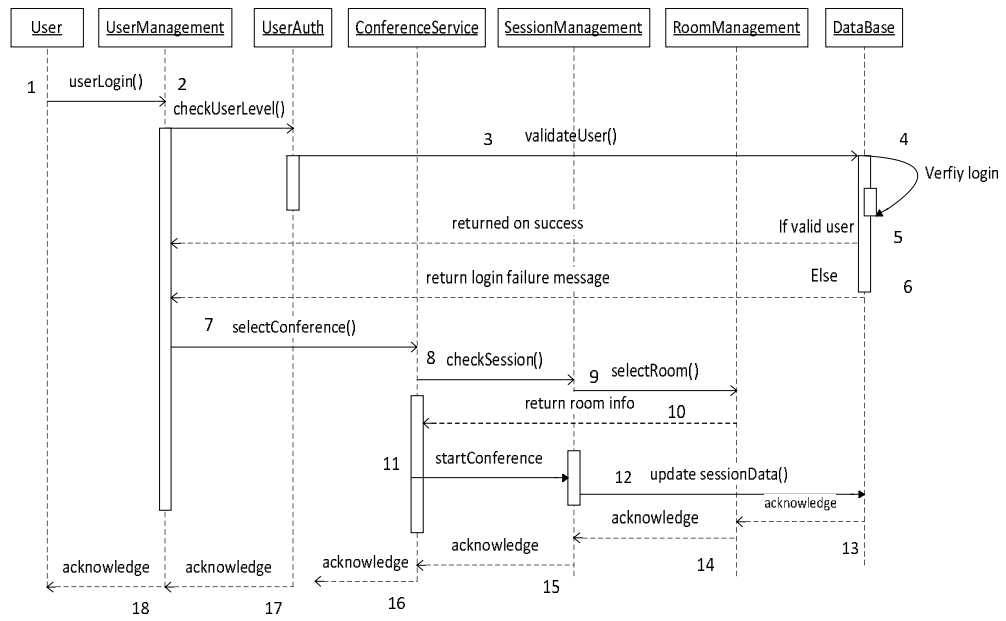 User
UserManagement
UserAuth
ConferenceService
SessionManagement
RoomManagement
DataBase
1
userLogin()
2
checkUserLevel()
3
validateUser()
4
Verfiy login
returned on success
If valid user
5
return login failure message
Else
6
7
selectConference()
8
checkSession()
9
selectRoom()
return room info
10
11
startConference
12
update sessionData()
acknowledge
13
acknowledge
14
acknowledge
15
acknowledge
16
acknowledge
17
acknowledge
18